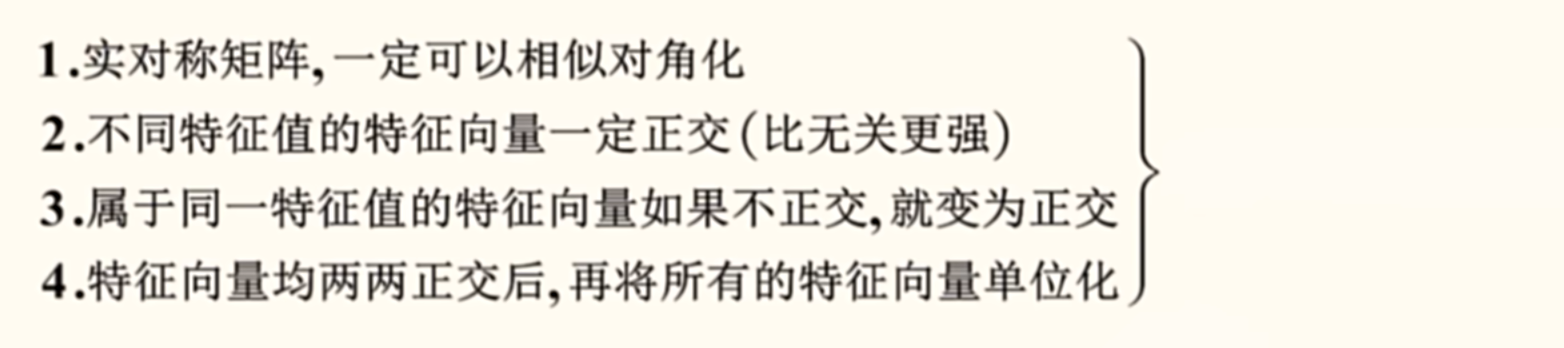 1.实对称矩阵,一定可以相似对角化
2.不同特征值的特征向量一定正交(比无关更强)
3.属于同一特征值的特征向量如果不正交,就变为正交
4.特征向量均两两正交后,再将所有的特征向量单位化